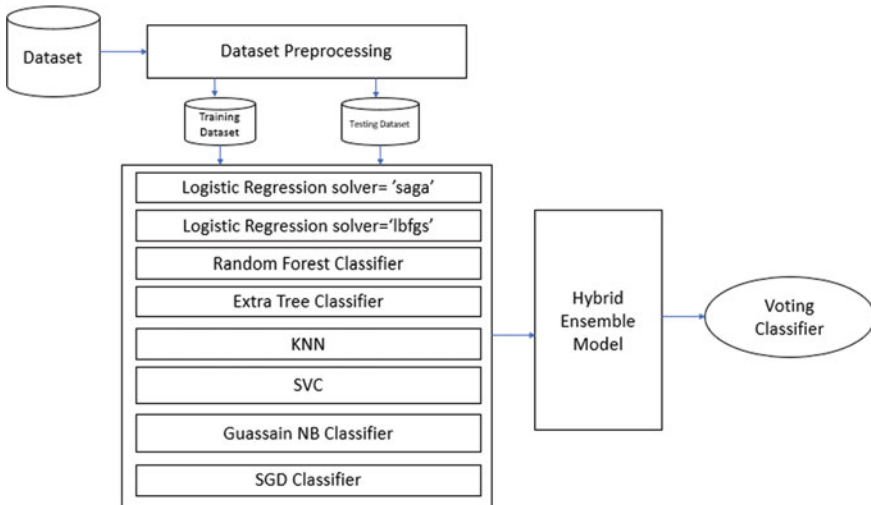 Dataset
Dataset Preprocessing
Training
Dataset
Testing Dataset
Logistic Regression solver= ‘saga’
Logistic Regression solver=‘lbfgs’
Random Forest Classifier
Extra Tree Classifier
KNN
SVC
Guassain NB Classifier
SGD Classifier
Hybrid
Ensemble
Model
Voting
Classifier